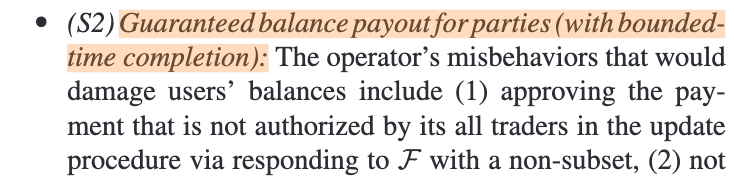 • (S2) Guaranteed balance payout for parties (with bounded-
time completion): The operator's misbehaviors that would
damage users' balances include (1) approving the pay-
ment that is not authorized by its all traders in the update
procedure via responding to ℱ with a non-subset, (2) not